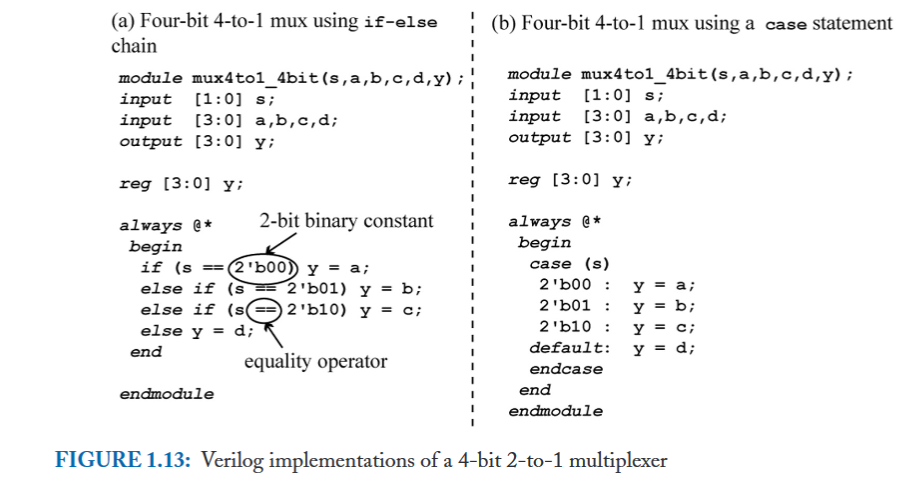 (a) Four-bit 4-to-1 mux using if-else
chain
module mux4to1_4bit(s,a,b,c,d,y);
input [1:0] s;
input [3:0] a,b,c,d;
output [3:0] y;
reg [3:0] y;
always @*
2-bit binary constant
begin
if (s == 2'b00) y = a;
else if (s == 2'b01) y = b;
else if (s == 2'b10) y = c;
else y = d;
end
equality operator
endmodule
(b) Four-bit 4-to-1 mux using a case statement
module mux4to1_4bit(s,a,b,c,d,y);
input [1:0] s;
input [3:0] a,b,c,d;
output [3:0] y;
reg [3:0] y;
always @*
begin
case (s)
2'b00 : y = a;
2'b01 : y = b;
2'b10 : y = c;
default: y = d;
endcase
end
endmodule
FIGURE 1.13: Verilog implementations of a 4-bit 2-to-1 multiplexer